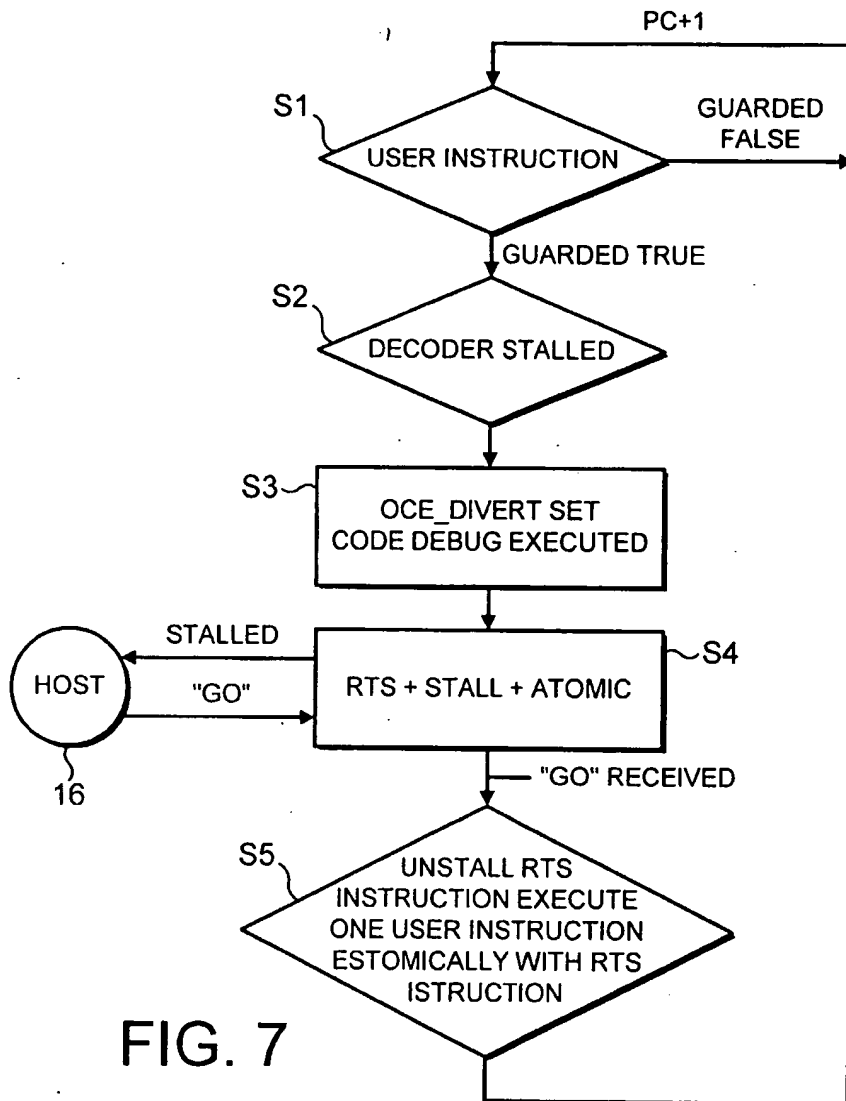 PC+1
S1
USER INSTRUCTION
GUARDED
FALSE
GUARDED TRUE
S2
DECODER STALLED
S3
OCE_DIVERT SET
CODE DEBUG EXECUTED
STALLED
HOST
"GO"
16
RTS + STALL + ATOMIC
S4
"GO" RECEIVED
S5
UNSTALL RTS
INSTRUCTION EXECUTE
ONE USER INSTRUCTION
ESTOMICALLY WITH RTS
ISTRUCTION
FIG. 7